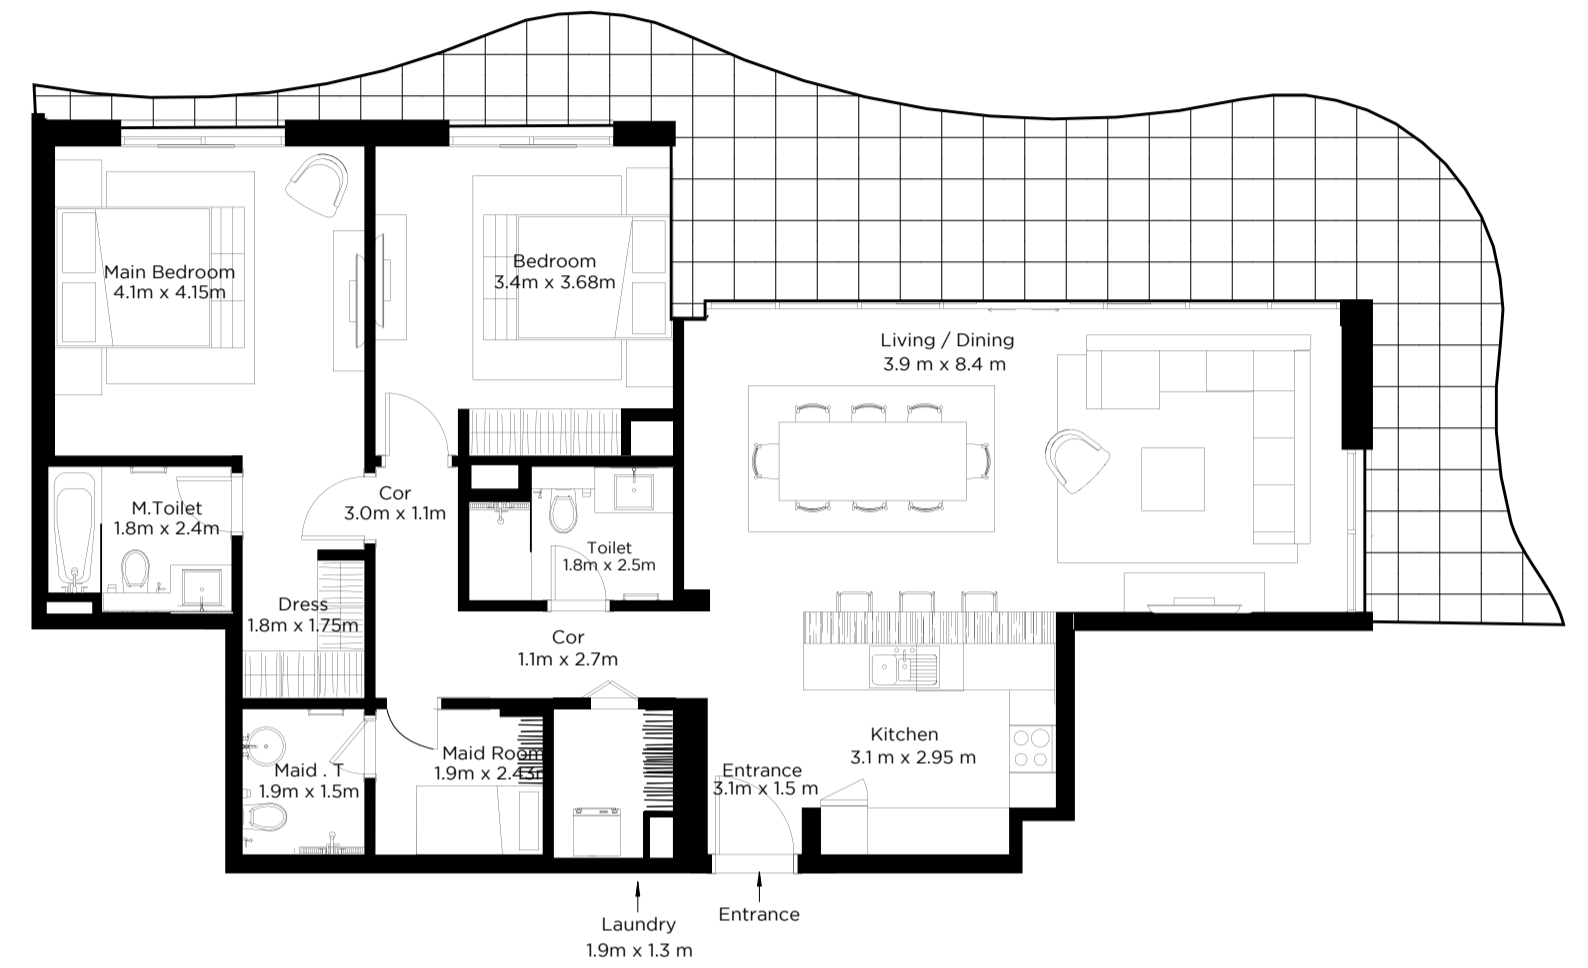 Main Bedroom
4.1m x 4.15m
Bedroom
3.4m x 3.68m
Living / Dining
3.9 m x 8.4 m
M.Toilet
1.8m x 2.4m
Cor
3.0m x 1.1m
Toilet
1.8m x 2.5m
Dress
1.8m x 1.75m
Cor
1.1m x 2.7m
Maid . T
1.9m x 1.5m
Maid Room
1.9m x 2.43m
Entrance
3.1m x 1.5 m
Kitchen
3.1 m x 2.95 m
Laundry
1.9m x 1.3 m
Entrance